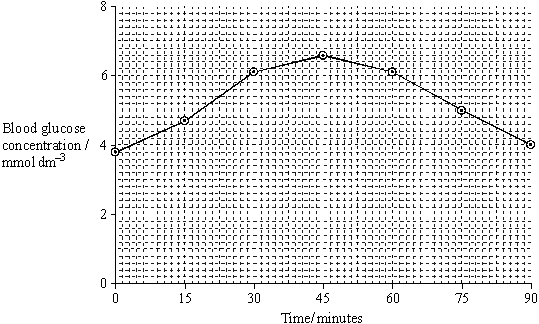 8
6
Blood glucose
concentration /
mmol dm–3
4
2
0
0 15 30 45 60 75 90
Time/minutes